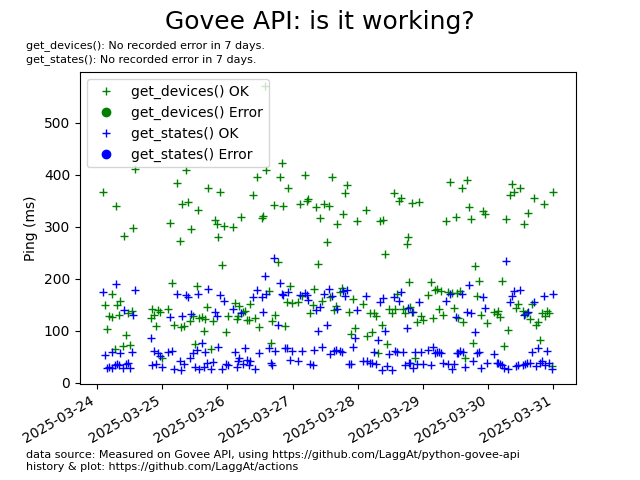 Govee API: is it working?
get_devices(): No recorded error in 7 days.
get_states(): No recorded error in 7 days.
get_devices() OK
get_devices() Error
get_states() OK
get_states() Error
500
400
300
200
100
0
Ping (ms)
2025-03-24
2025-03-25
2025-03-26
2025-03-27
2025-03-28
2025-03-29
2025-03-30
2025-03-31
data source: Measured on Govee API, using https://github.com/LaggAt/python-govee-api
history & plot: https://github.com/LaggAt/actions